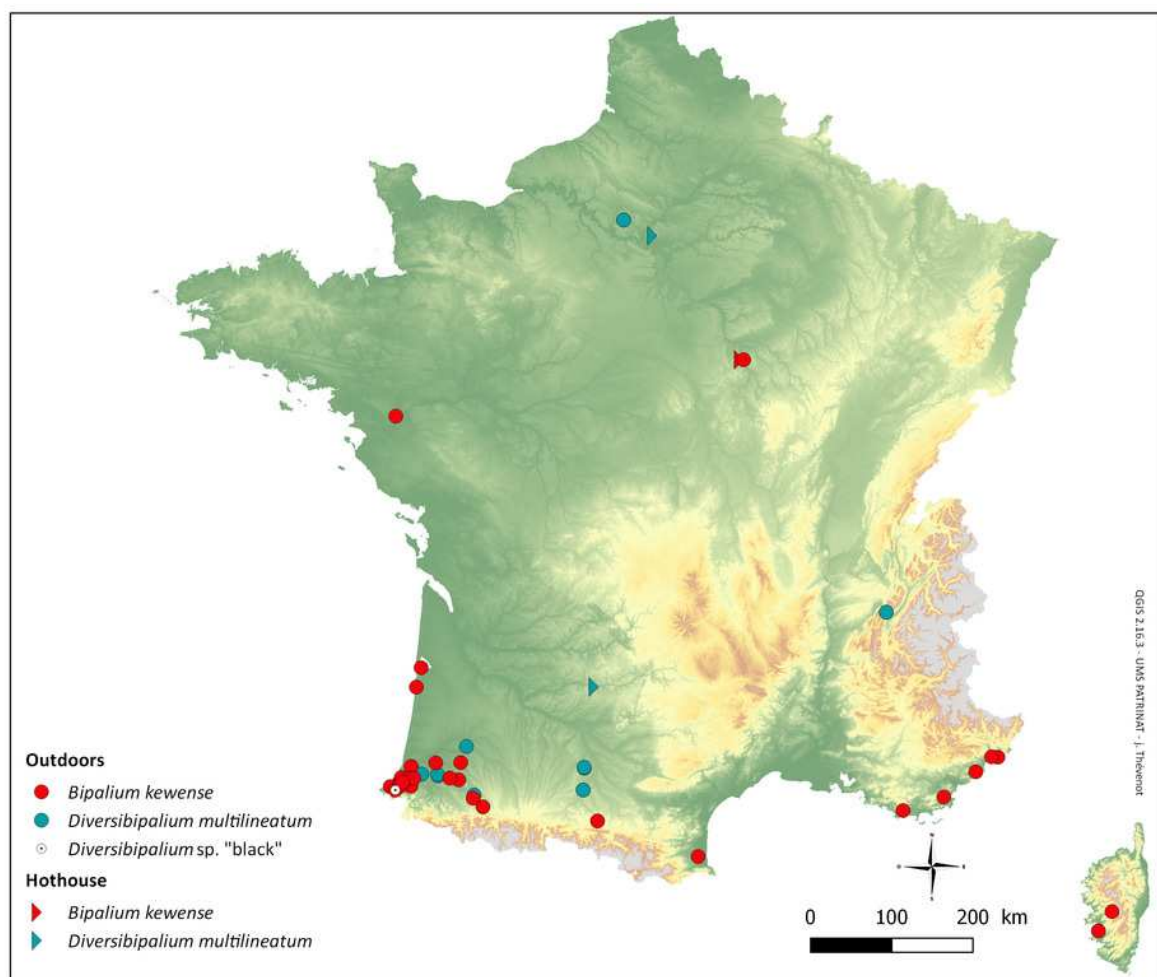 Outdoors
Bipalium kewense
Diversibipalium multilineatum
Diversibipalium sp. "black"
Hothouse
Bipalium kewense
Diversibipalium multilineatum
0 100 200 km
QGIS 2.16.3 - UMS PATRINAT - j. Thévenot